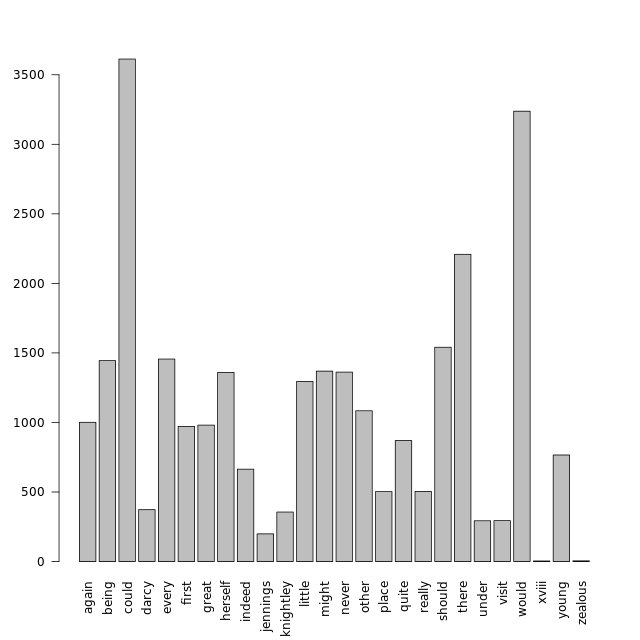 3500
3000
2500
2000
1500
1000
500
0
again
being
could
darcy
every
first
great
herself
indeed
jennings
knightley
little
might
never
other
place
quite
really
should
there
under
visit
would
xviii
young
zealous